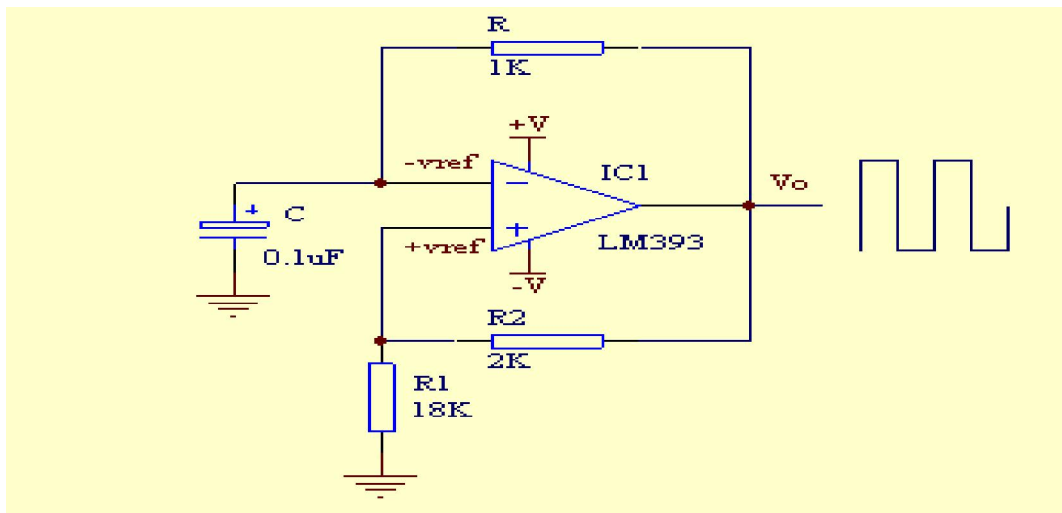 R
1K
+V
-vref
IC1
Vo
C
+vref
LM393
0.1uF
-V
R2
2K
R1
18K